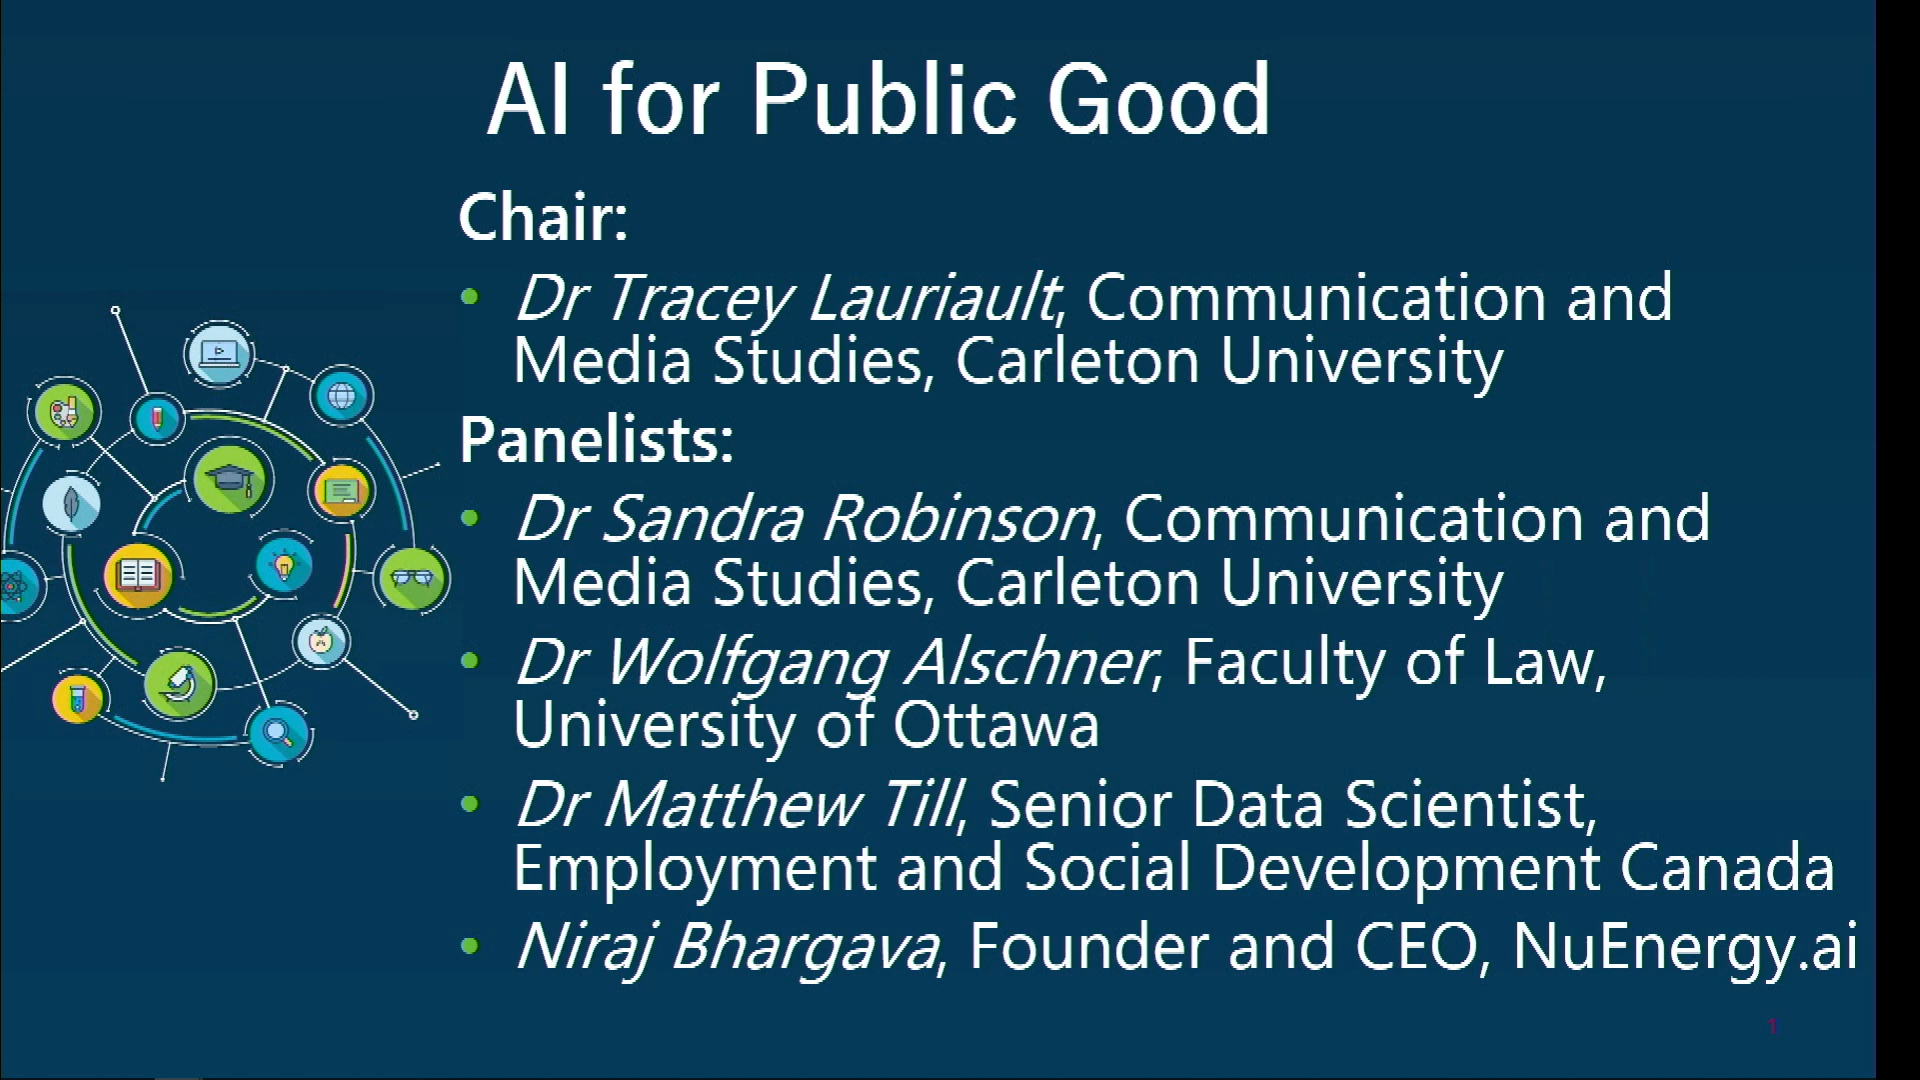 AI for Public Good
Chair:
• Dr Tracey Lauriault, Communication and
Media Studies, Carleton University
Panelists:
• Dr Sandra Robinson, Communication and
Media Studies, Carleton University
• Dr Wolfgang Alschner, Faculty of Law,
University of Ottawa
• Dr Matthew Till, Senior Data Scientist,
Employment and Social Development Canada
• Niraj Bhargava, Founder and CEO, NuEnergy.ai
1